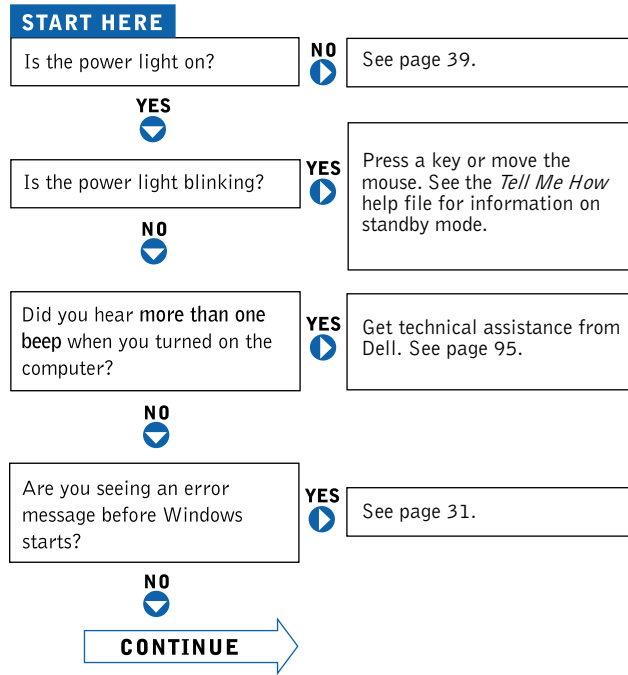 START HERE
Is the power light on?
NO
See page 39.
YES
Is the power light blinking?
YES
Press a key or move the
mouse. See the Tell Me How
help file for information on
standby mode.
NO
Did you hear more than one
beep when you turned on the
computer?
YES
Get technical assistance from
Dell. See page 95.
NO
Are you seeing an error
message before Windows
starts?
YES
See page 31.
NO
CONTINUE